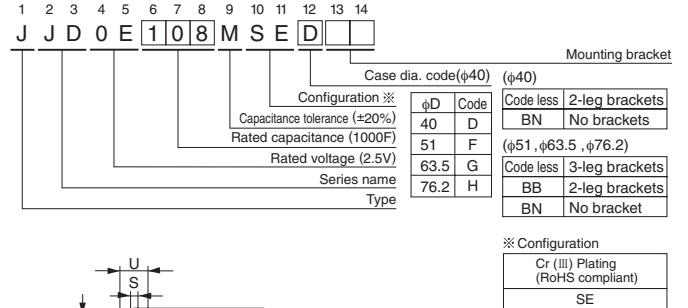 1 2 3 4 5 6 7 8 9 10 11 12 13 14
J J D 0 E 1 0 8 M S E D
Mounting bracket
Case dia. code(φ40)
Configuration ※
Capacitance tolerance (±20%)
Rated capacitance (1000F)
Rated voltage (2.5V)
Series name
Type
φD Code
40 D
51 F
63.5 G
76.2 H
(φ40)
Code less 2-leg brackets
BN No brackets
(φ51 ,φ63.5 ,φ76.2)
Code less 3-leg brackets
BB 2-leg brackets
BN No bracket
※ Configuration
Cr (Ⅲ) Plating
(RoHS compliant)
SE
U
S